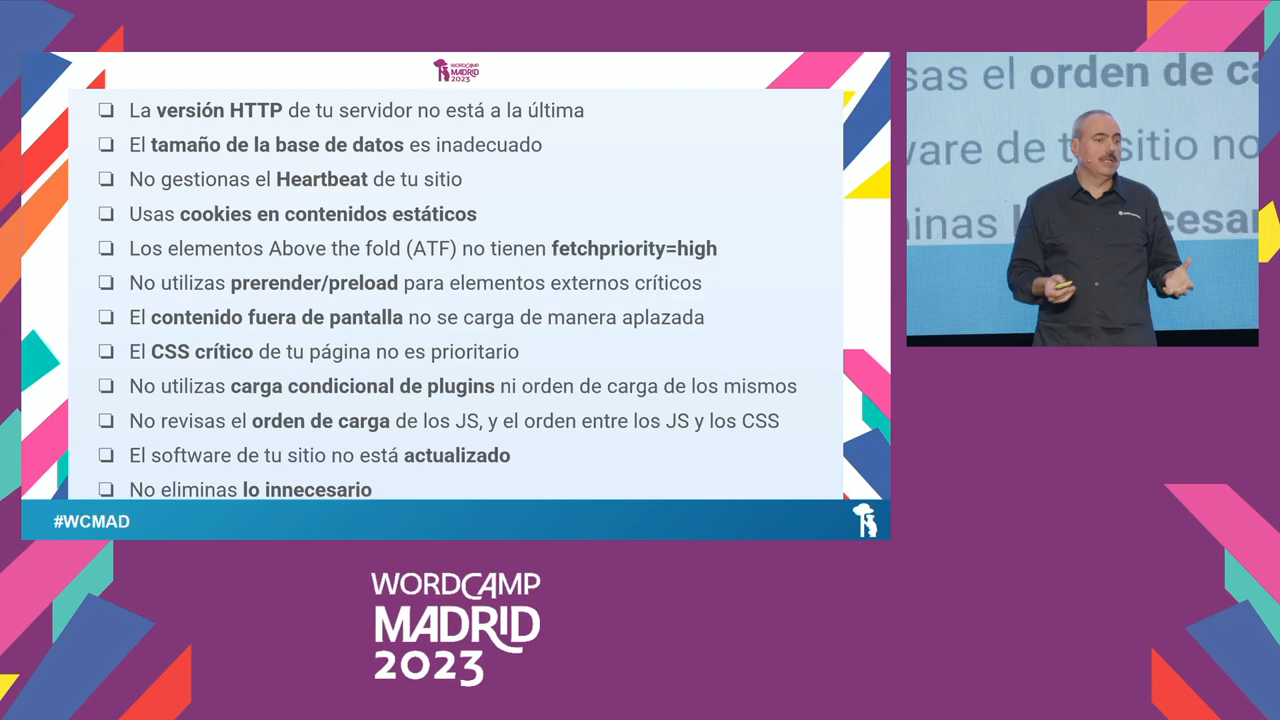 WORDCAMP
MADRID
2023
La versión HTTP de tu servidor no está a la última
El tamaño de la base de datos es inadecuado
No gestionas el Heartbeat de tu sitio
Usas cookies en contenidos estáticos
Los elementos Above the fold (ATF) no tienen fetchpriority=high
No utilizas prerender/preload para elementos externos críticos
El contenido fuera de pantalla no se carga de manera aplazada
El CSS crítico de tu página no es prioritario
No utilizas carga condicional de plugins ni orden de carga de los mismos
No revisas el orden de carga de los JS, y el orden entre los JS y los CSS
El software de tu sitio no está actualizado
No eliminas lo innecesario
#WCMAD
sas el orden de ca
ware de t sitio no
inas cesar
WORDCAMP
MADRID
2023